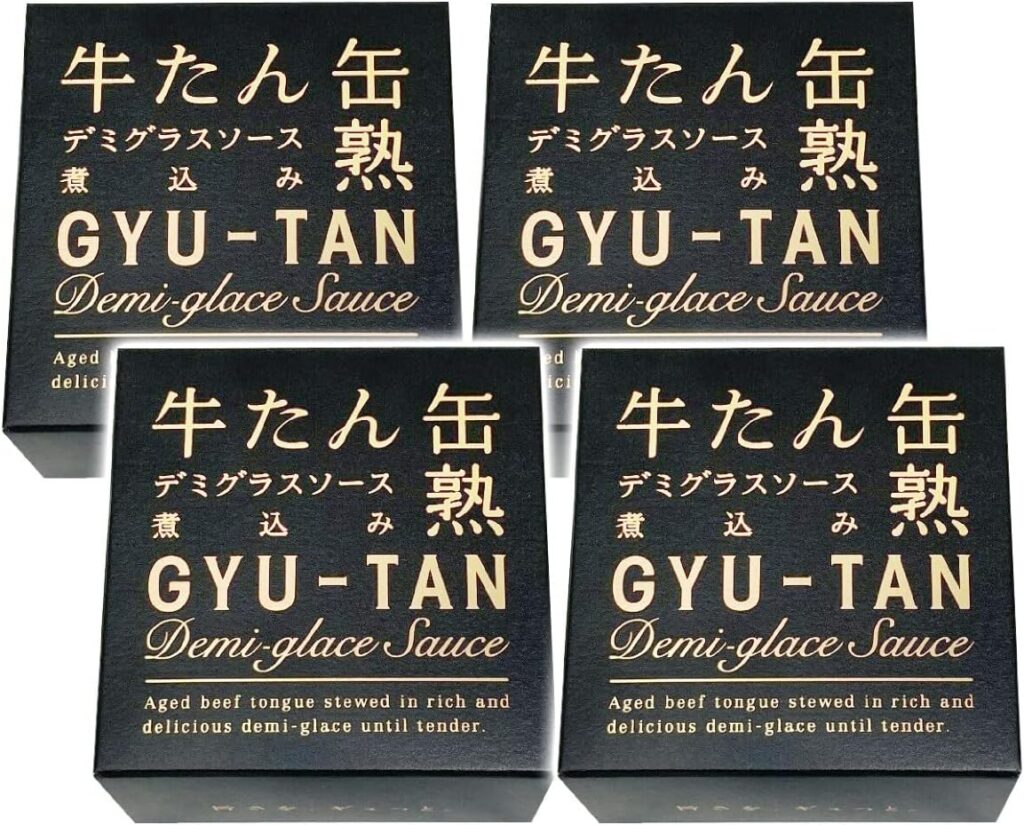 牛たん缶熟
デミグラスソース
煮込み
GYU-TAN
Demi-glace Sauce
Aged b
delici
牛たん缶熟
デミグラスソース
煮込み
GYU-TAN
Demi-glace Sauce
牛たん缶熟
デミグラスソース
煮込み
GYU-TAN
Demi-glace Sauce
Aged beef tongue stewed in rich and
delicious demi-glace until tender.
牛たん缶熟
デミグラスソース
煮込み
GYU-TAN
Demi-glace Sauce
Aged beef tongue stewed in rich and
delicious demi-glace until tender.